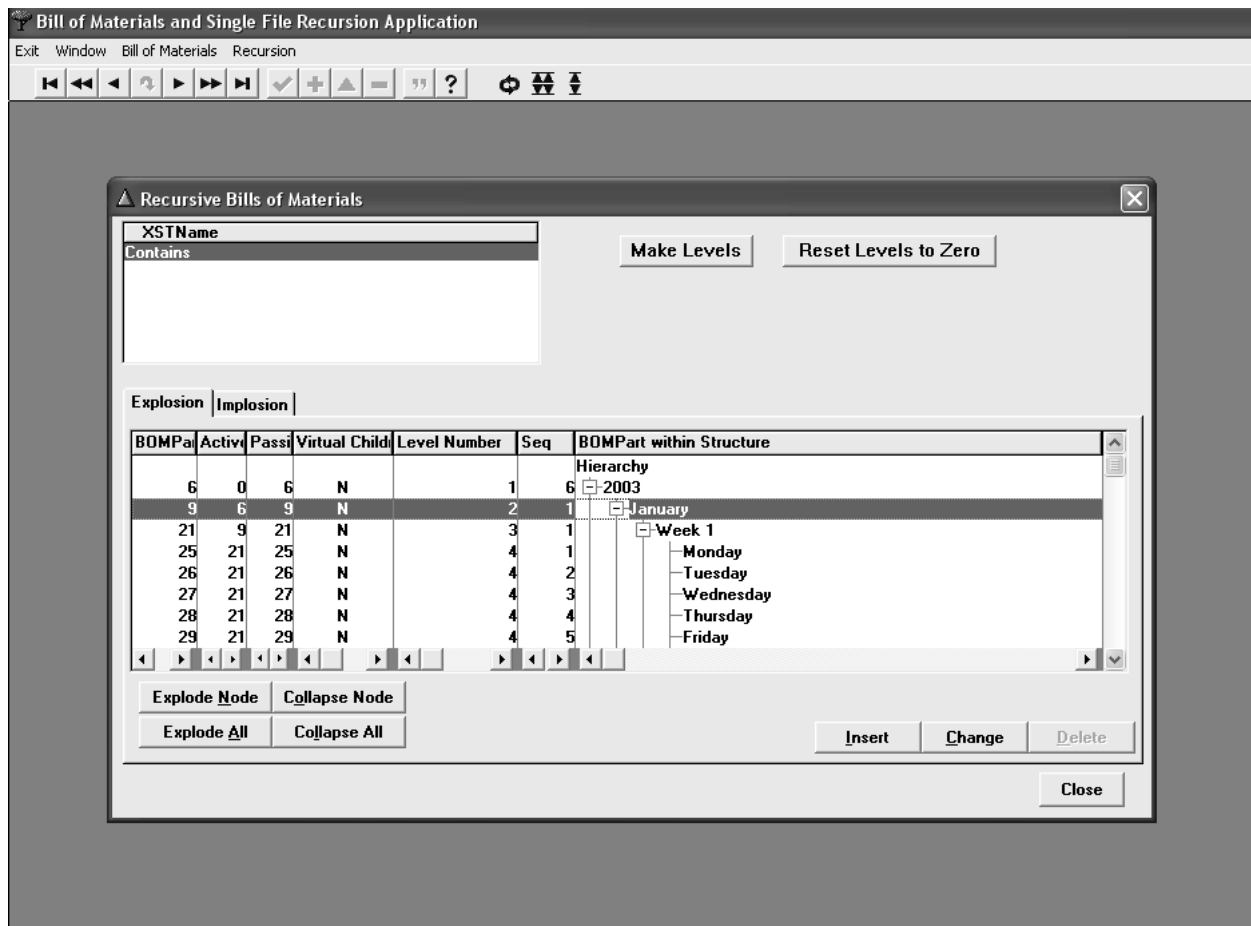 Bill of Materials and Single File Recursion Application
Exit Window Bill of Materials Recursion
?
Recursive Bills of Materials
XSTName
Contains
Make Levels Reset Levels to Zero
Explosion Implosion
BOMPa Active Passi Virtual Child Level Number Seq BOMPart within Structure
Hierarchy
6 0 6 N 1 6 2003
9 6 9 N 2 1 January
21 9 21 N 3 1 Week 1
25 21 25 N 4 1 Monday
26 21 26 N 4 2 Tuesday
27 21 27 N 4 3 Wednesday
28 21 28 N 4 4 Thursday
29 21 29 N 4 5 Friday
Explode Node Collapse Node
Explode All Collapse All
Insert Change Delete
Close